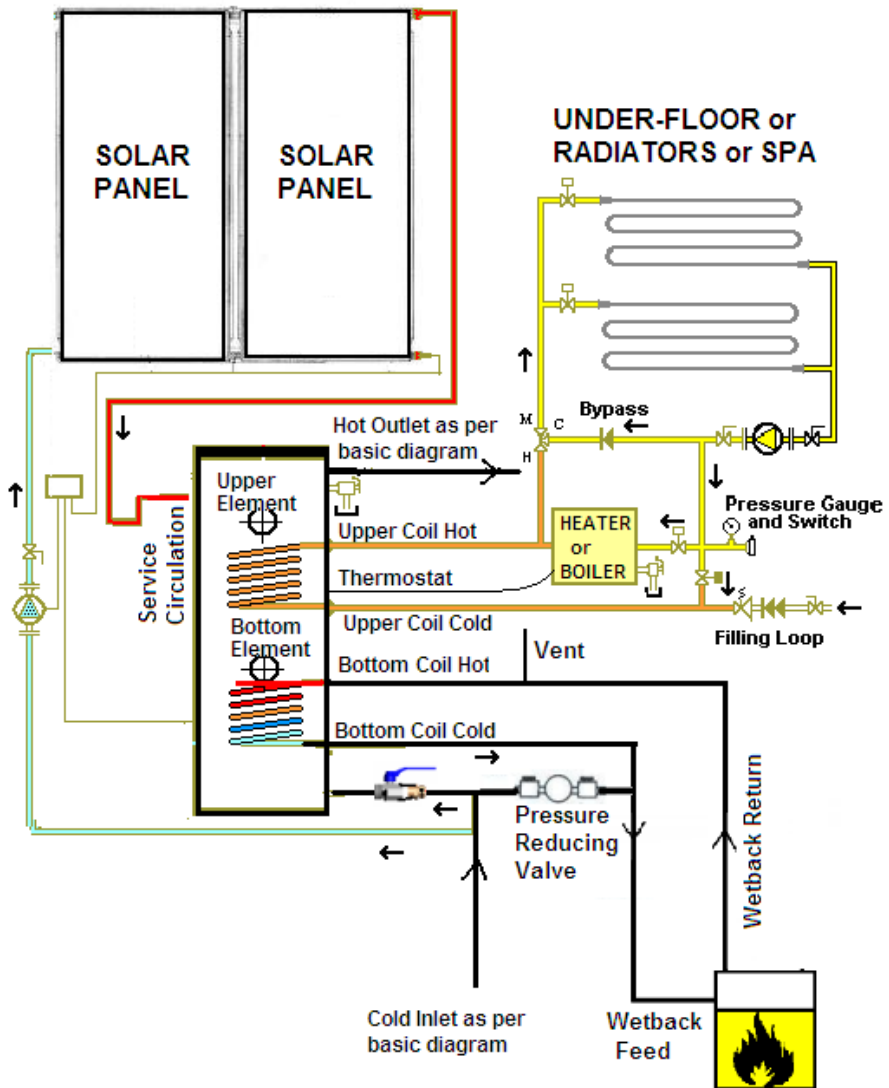 SOLAR
PANEL
SOLAR
PANEL
UNDER-FLOOR or
RADIATORS or SPA
Hot Outlet as per
basic diagram
M
C
H
Bypass
Upper
Element
Upper Coil Hot
HEATER
or
BOILER
Pressure Gauge
and Switch
Service
Circulation
Thermostat
Upper Coil Cold
S
Filling Loop
Bottom
Element
Bottom Coil Hot
Vent
Bottom Coil Cold
Pressure
Reducing
Valve
Wetback Return
Cold Inlet as per
basic diagram
Wetback
Feed